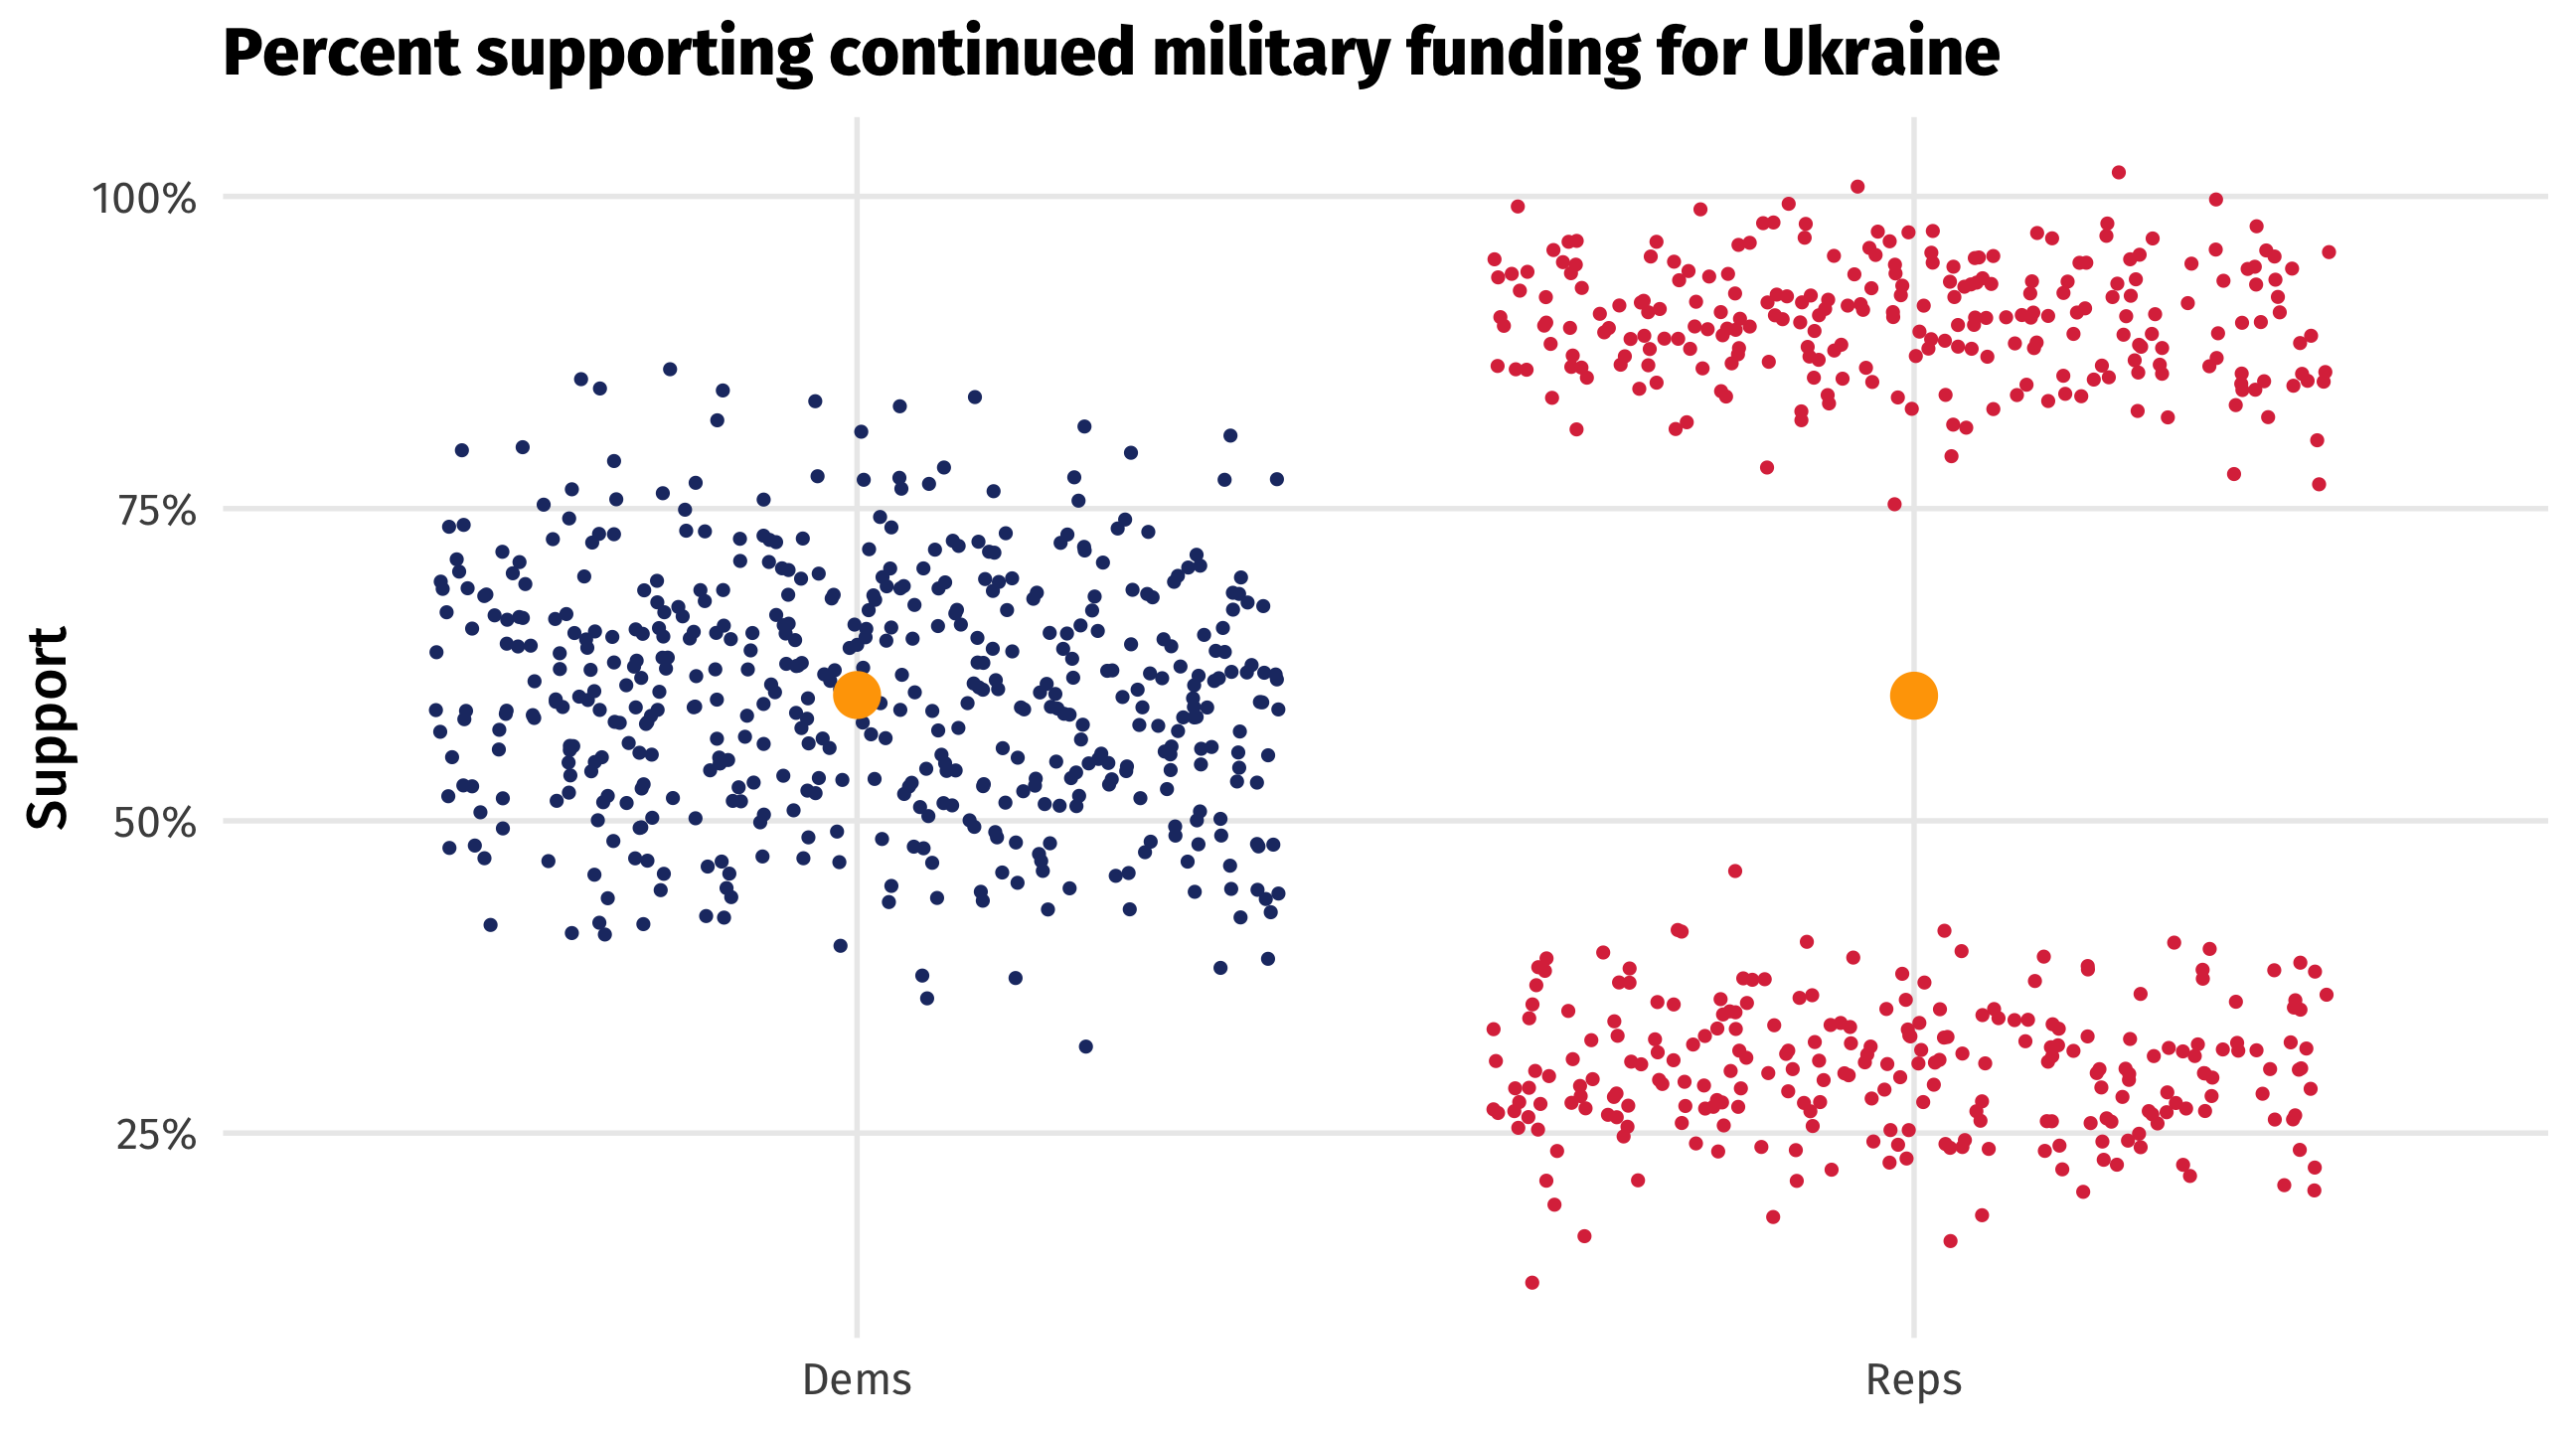 Percent supporting continued military funding for Ukraine
100%
75%
50%
25%
Support
Dems
Reps